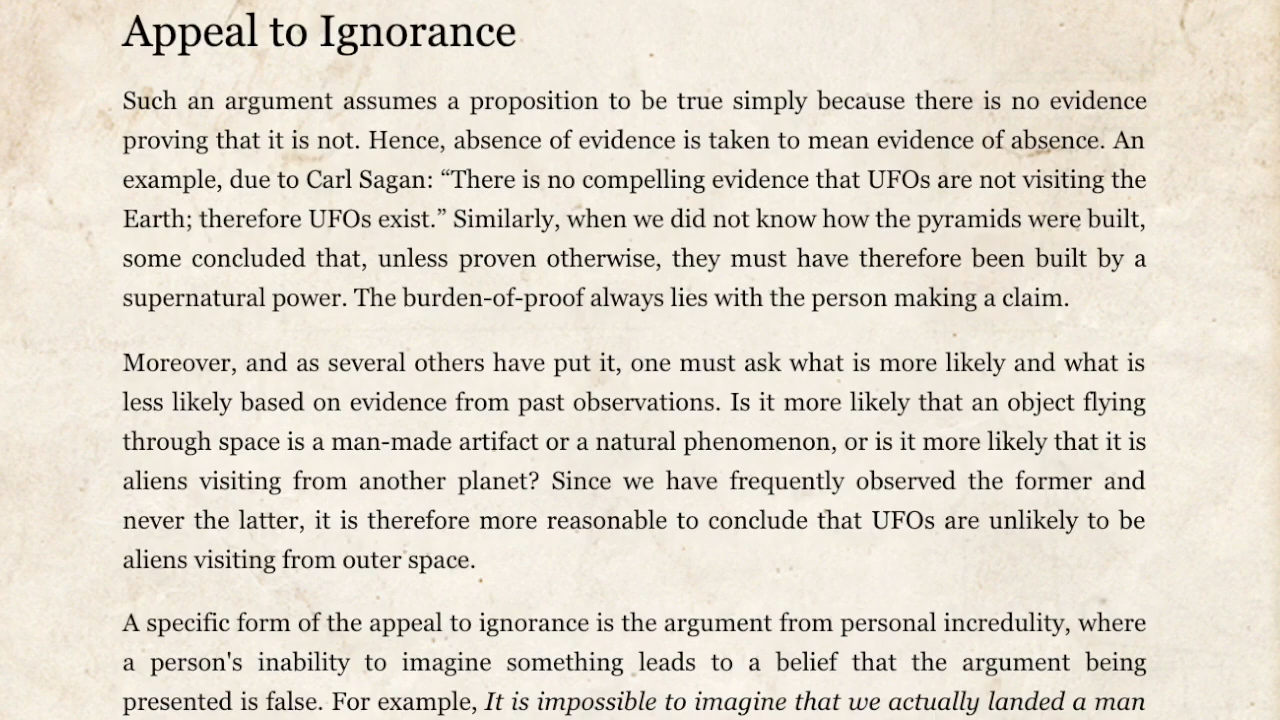 Appeal to Ignorance
Such an argument assumes a proposition to be true simply because there is no evidence
proving that it is not. Hence, absence of evidence is taken to mean evidence of absence. An
example, due to Carl Sagan: “There is no compelling evidence that UFOs are not visiting the
Earth; therefore UFOs exist.” Similarly, when we did not know how the pyramids were built,
some concluded that, unless proven otherwise, they must have therefore been built by a
supernatural power. The burden-of-proof always lies with the person making a claim.
Moreover, and as several others have put it, one must ask what is more likely and what is
less likely based on evidence from past observations. Is it more likely that an object flying
through space is a man-made artifact or a natural phenomenon, or is it more likely that it is
aliens visiting from another planet? Since we have frequently observed the former and
never the latter, it is therefore more reasonable to conclude that UFOs are unlikely to be
aliens visiting from outer space.
A specific form of the appeal to ignorance is the argument from personal incredulity, where
a person's inability to imagine something leads to a belief that the argument being
presented is false. For example, It is impossible to imagine that we actually landed a man